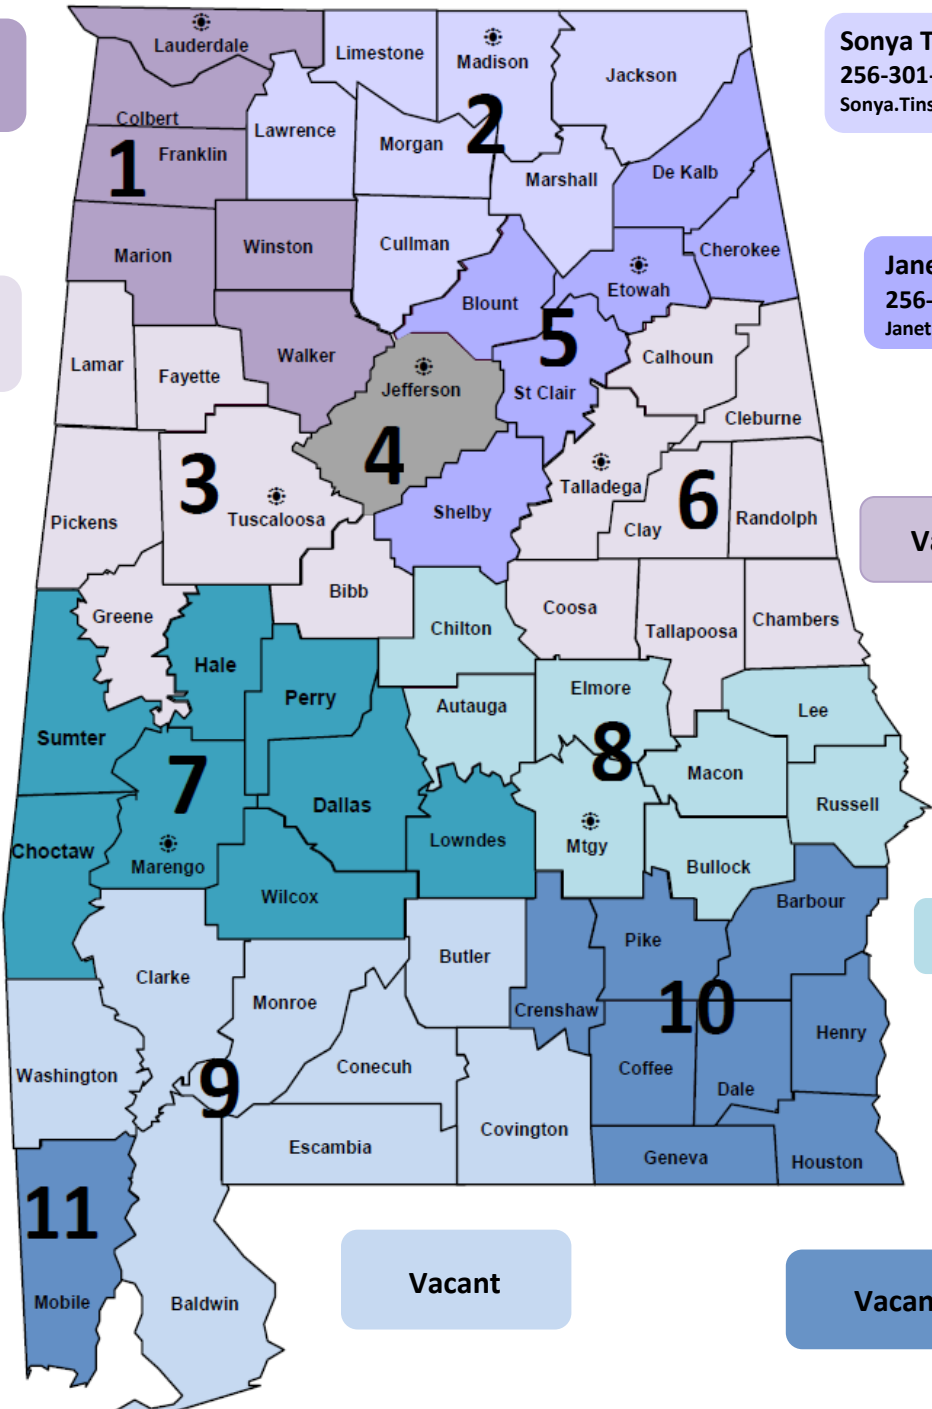 Lauderdale
Limestone
Madison
Jackson
Sonya T
256-301-
Sonya.Tins
Colbert
Lawrence
Morgan
2
1
Franklin
Marshall
De Kalb
Marion
Winston
Cullman
Cherokee
Jane
256-
Janet
Blount
Etowah
5
Lamar
Fayette
Walker
Jefferson
St Clair
Calhoun
Cleburne
4
3
Tuscaloosa
Pickens
Shelby
Talladega
6
Clay
Randolph
Va
Bibb
Greene
Chilton
Coosa
Tallapoosa
Chambers
Hale
Perry
Autauga
Elmore
Lee
Sumter
8
7
Macon
Dallas
Russell
Choctaw
Marengo
Lowndes
Mtgy
Bullock
Wilcox
Barbour
Clarke
Butler
Pike
Monroe
Crenshaw
10
Henry
Washington
9
Conecuh
Coffee
Dale
Escambia
Covington
Geneva
Houston
11
Mobile
Baldwin
Vacant
Vacan